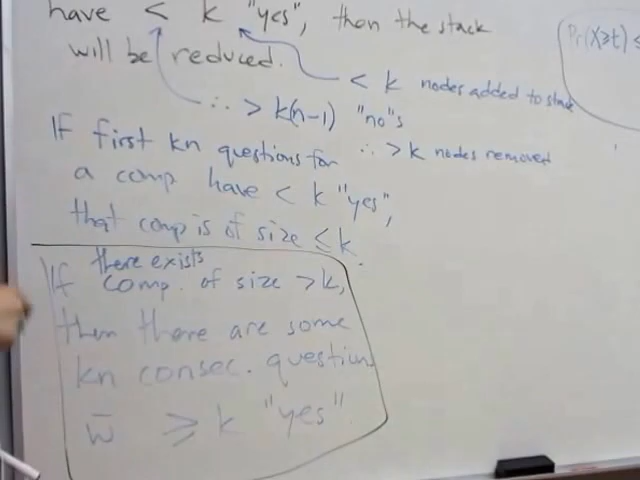 have < k "yes", then the stack
will be reduced.
Pr(X≥t) ≤
< k nodes added to stack
∴ > k(n-1) "no"s
∴ > k nodes removed
If first kn questions for
a comp have < k "yes",
that comp is of size ≤ k.
there exists
If comp. of size > k,
then there are some
kn consec. questions
w̄ ≥ k "yes".